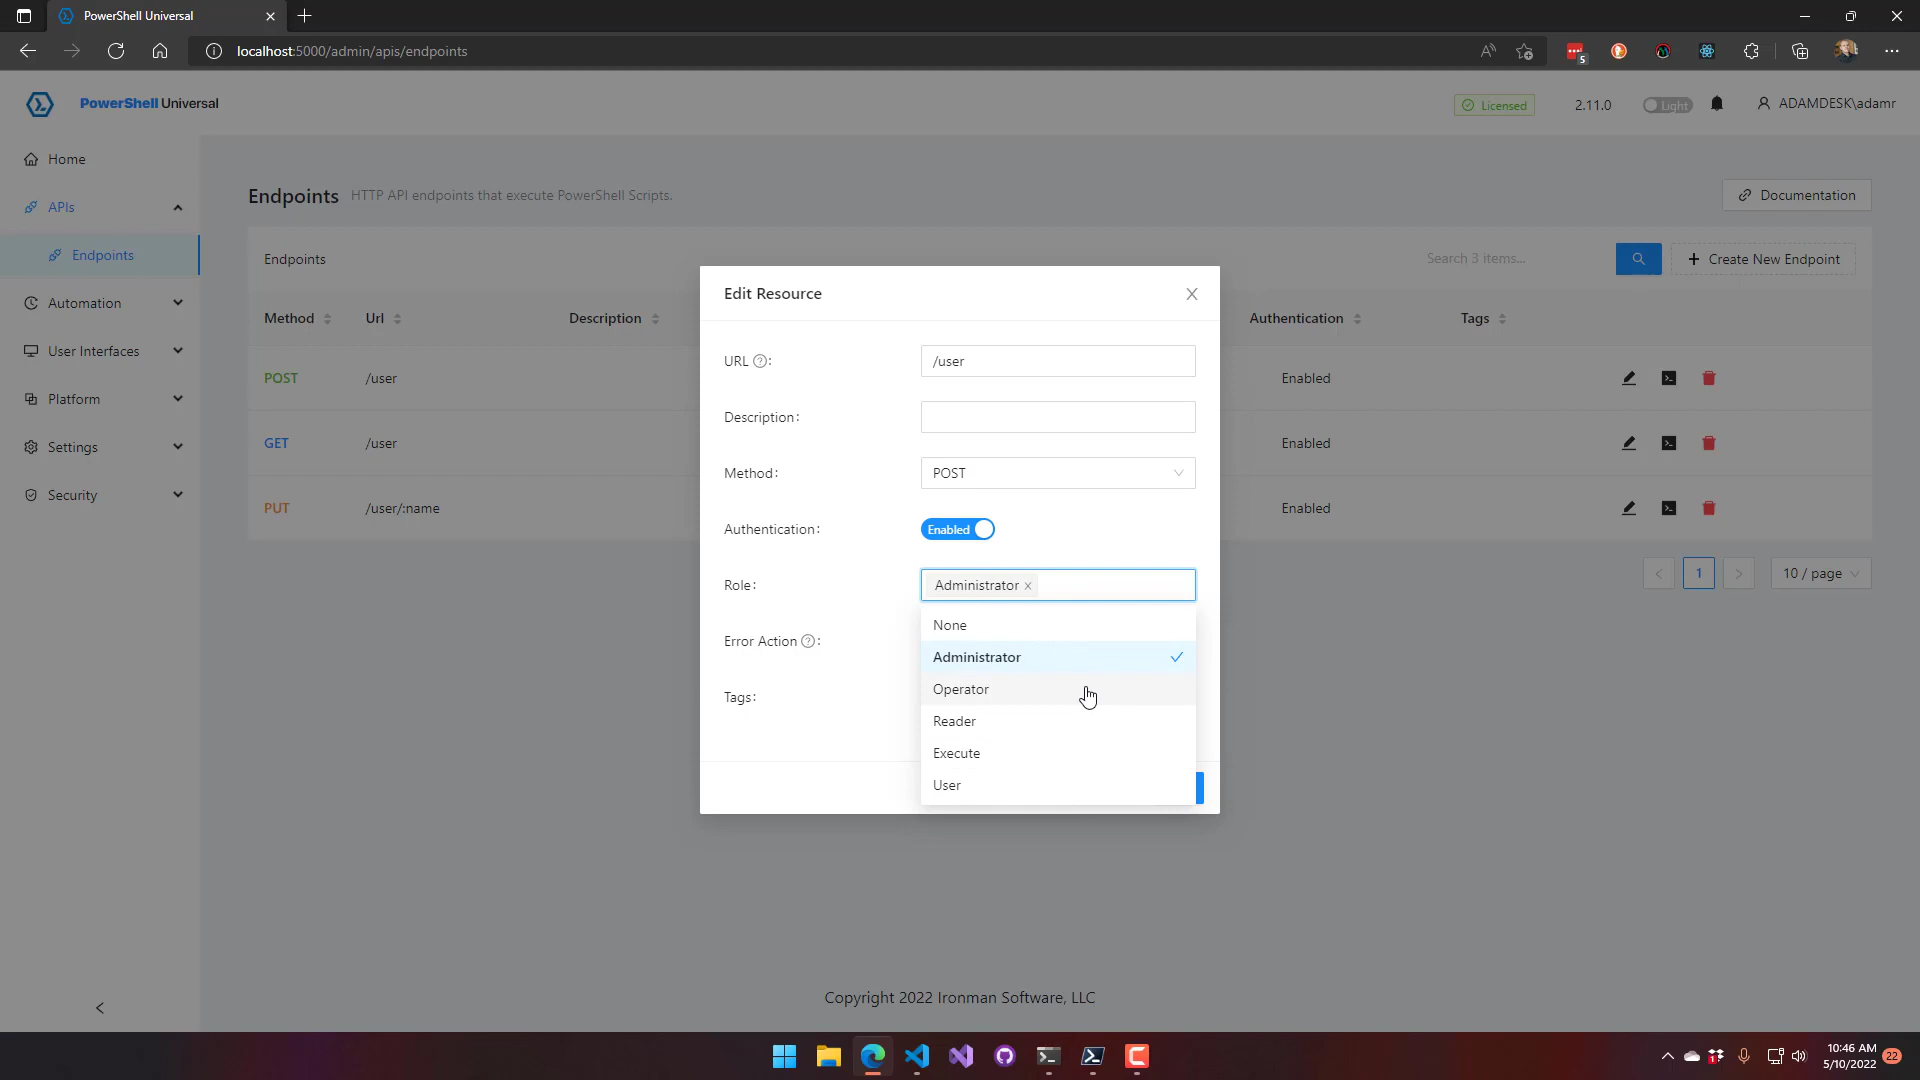 PowerShell Universal
localhost:5000/admin/apis/endpoints
5
PowerShell Universal
Licensed
2.11.0
Light
ADAMDESK\adamr
Home
APIs
Endpoints
Automation
User Interfaces
Platform
Settings
Security
Endpoints HTTP API endpoints that execute PowerShell Scripts.
Documentation
Endpoints
Search 3 items...
Create New Endpoint
Method Url Description Authentication Tags
POST /user Enabled
GET /user Enabled
PUT /user/:name Enabled
1
10 / page
Edit Resource
URL : /user
Description:
Method: POST
Authentication: Enabled
Role: Administrator
Error Action :
Tags:
None
Administrator
Operator
Reader
Execute
User
Copyright 2022 Ironman Software, LLC
10:46 AM
5/10/2022
22